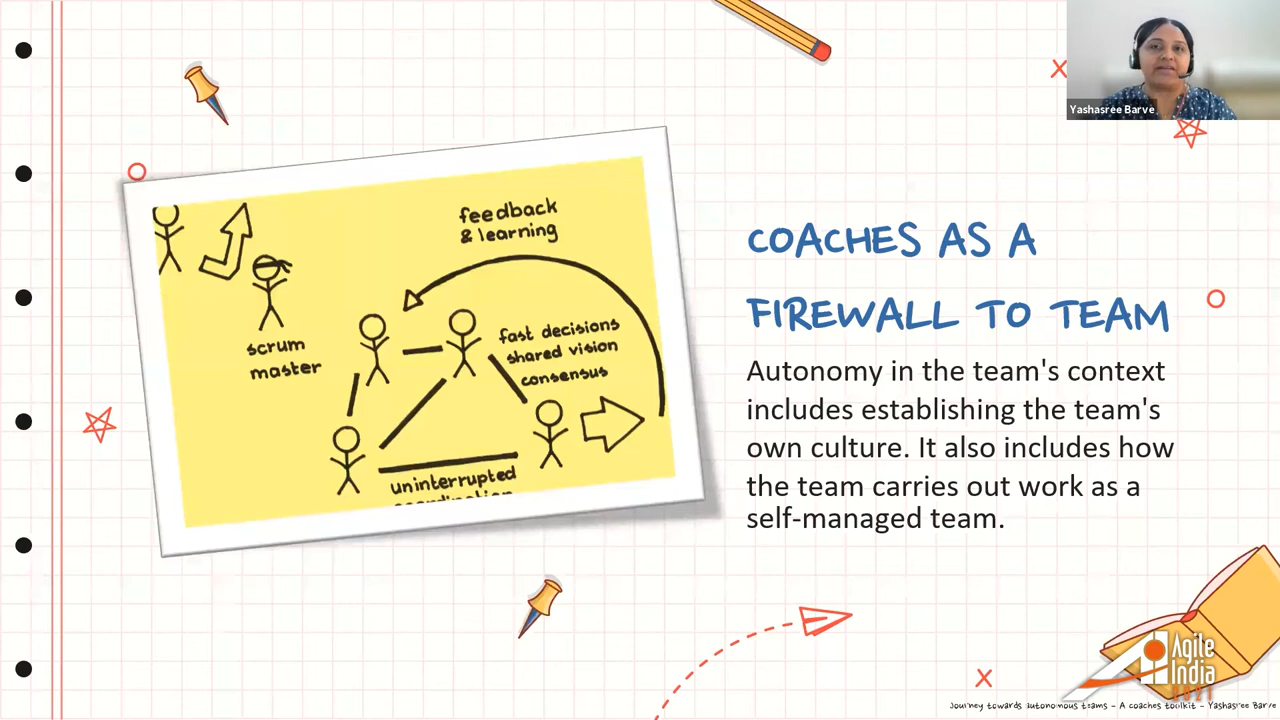 Yashasree Barve
feedback
& learning
scrum
master
fast decisions
shared vision
consensus
uninterrupted
coordination
COACHES AS A
FIREWALL TO TEAM
Autonomy in the team's context
includes establishing the team's
own culture. It also includes how
the team carries out work as a
self-managed team.
Agile
India
2021
Journey towards autonomous teams - A coaches toolkit - Yashasree Barve